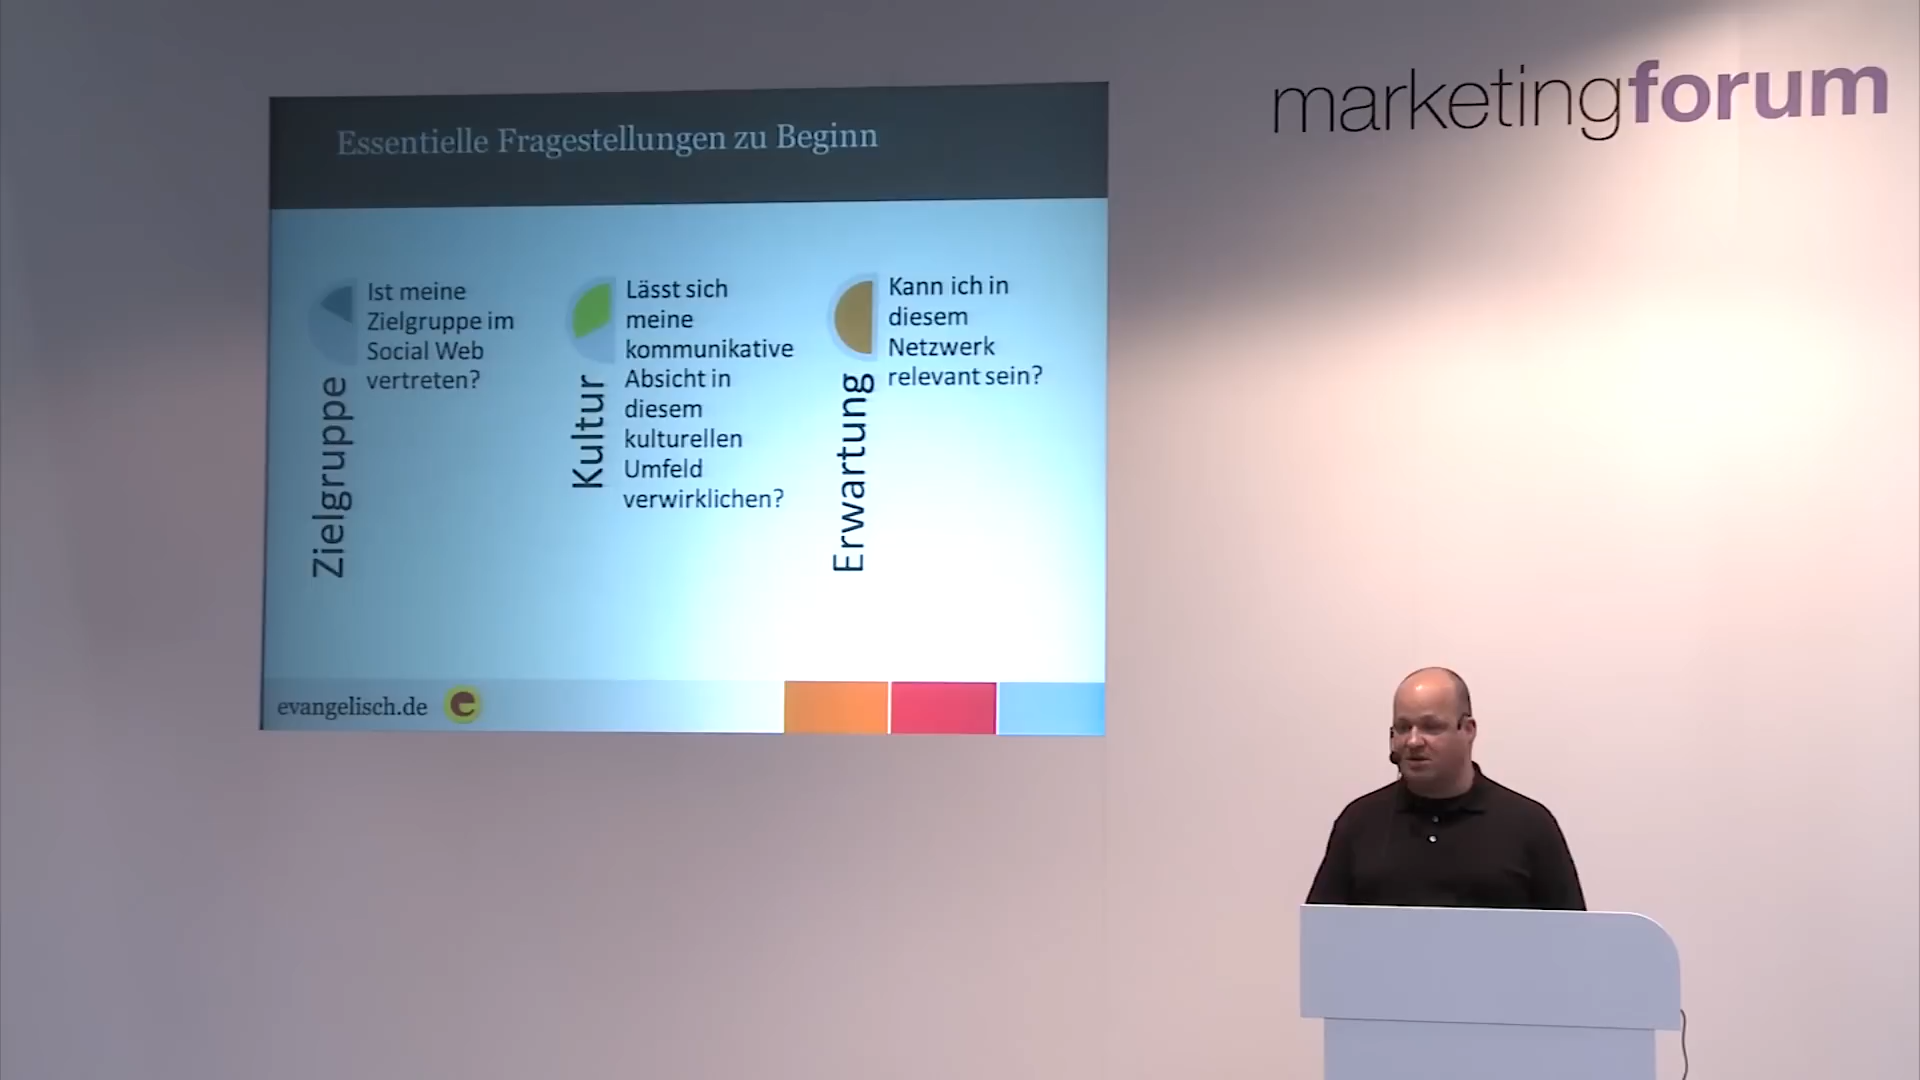 marketingforum
Essentielle Fragestellungen zu Beginn
Zielgruppe
Ist meine
Zielgruppe im
Social Web
vertreten?
Kultur
Lässt sich
meine
kommunikative
Absicht in
diesem
kulturellen
Umfeld
verwirklichen?
Erwartung
Kann ich in
diesem
Netzwerk
relevant sein?
evangelisch.de e